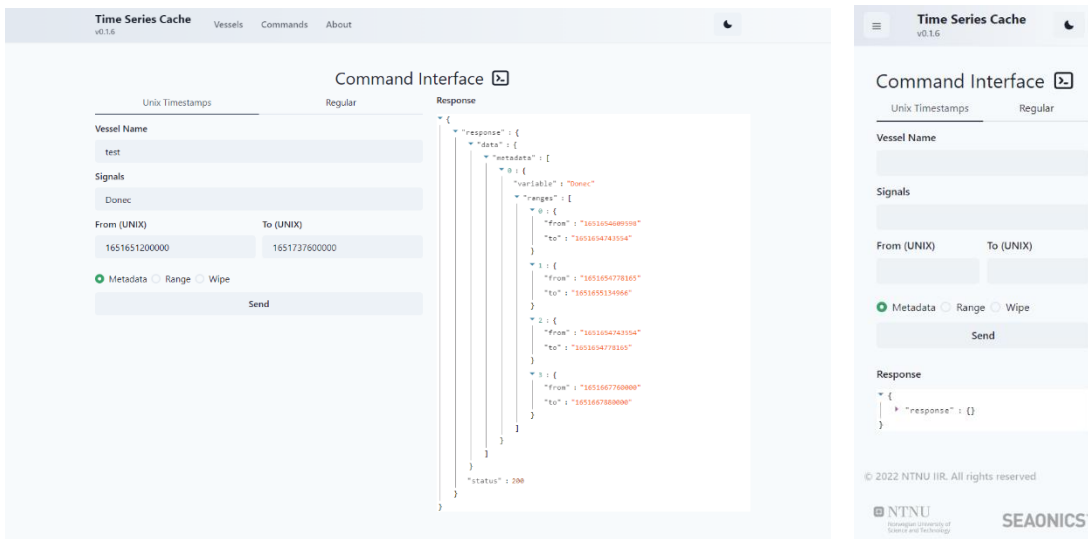 Time Series Cache
v0.1.6
Vessels Commands About
Command Interface
Unix Timestamps Regular
Vessel Name
test
Signals
Donec
From (UNIX) To (UNIX)
1651651200000 1651737600000
Metadata Range Wipe
Send
Response
{
"response" : {
"data" : {
"metadata" : [
0 : {
"variable" : "Donec"
"ranges" : [
0 : {
"from" : "1651654609598"
"to" : "1651654743554"
}
1 : {
"from" : "1651654778165"
"to" : "1651655134966"
}
2 : {
"from" : "1651654743554"
"to" : "1651654778165"
}
3 : {
"from" : "1651667760000"
"to" : "1651667880000"
}
]
}
]
}
"status" : 200
}
}
Time Series Cache
v0.1.6
Command Interface
Unix Timestamps Regular
Vessel Name
Signals
From (UNIX) To (UNIX)
Metadata Range Wipe
Send
Response
{
"response" : {}
}
© 2022 NTNU IIR. All rights reserved
NTNU
Norwegian University of
Science and Technology
SEAONICS